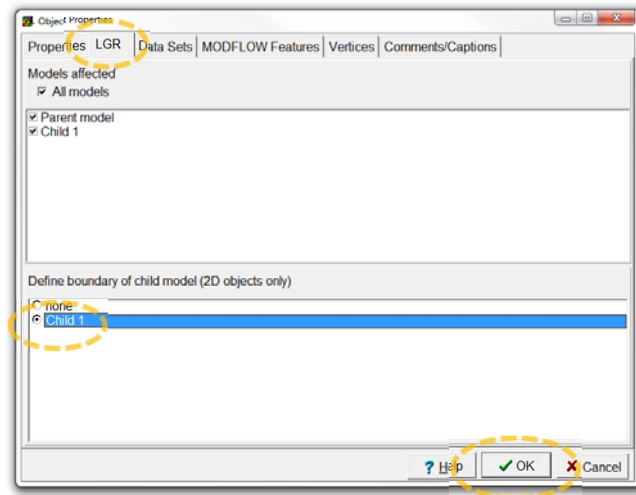 Object Properties
Properties LGR Data Sets MODFLOW Features Vertices Comments/Captions
Models affected
All models
Parent model
Child 1
Define boundary of child model (2D objects only)
none
Child 1
? Help OK Cancel